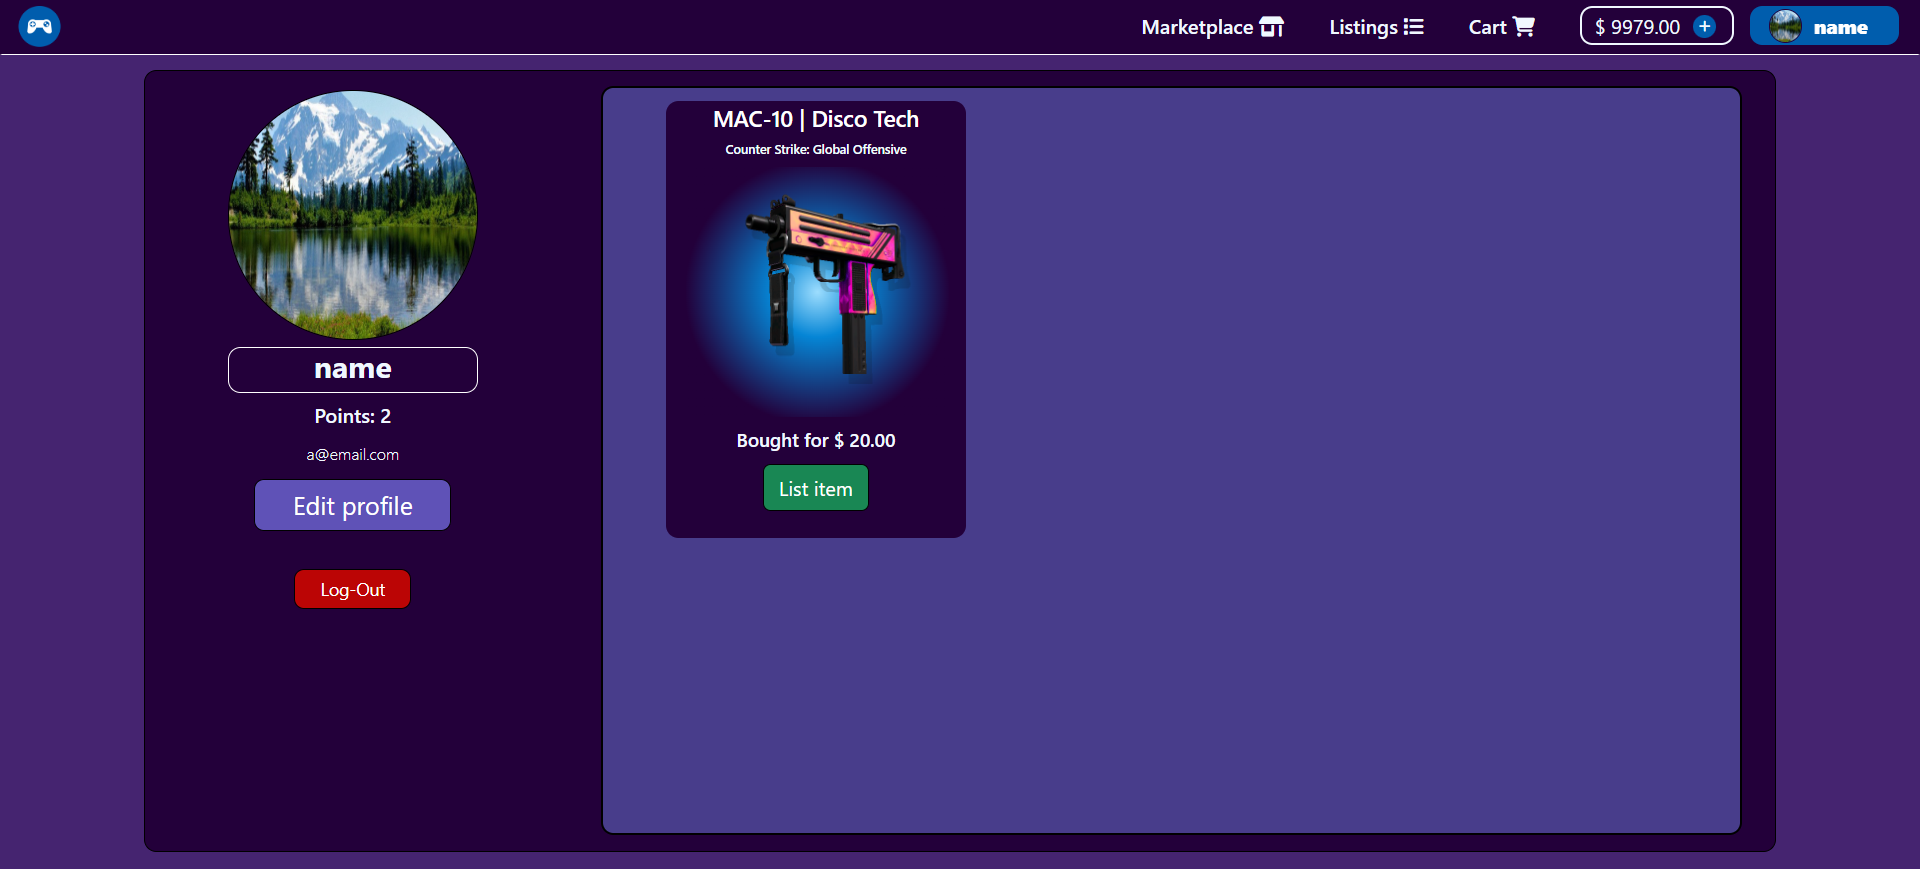 Marketplace
Listings
Cart
$ 9979.00
name
name
Points: 2
a@email.com
Edit profile
Log-Out
MAC-10 | Disco Tech
Counter Strike: Global Offensive
Bought for $ 20.00
List item